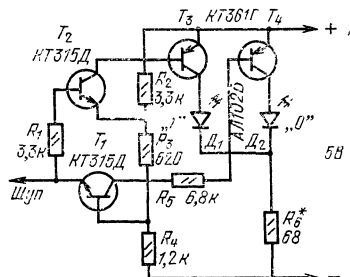 T3 КТ361Г T4
+
T2
КТ315Д
R2
3,3к
АЛ102Б
„1”
Д1
Д2
„0”
R1
3,3к
R3
620
T1
КТ315Д
5В
Щуп
R5
6,8к
R4
1,2к
R6*
68
−